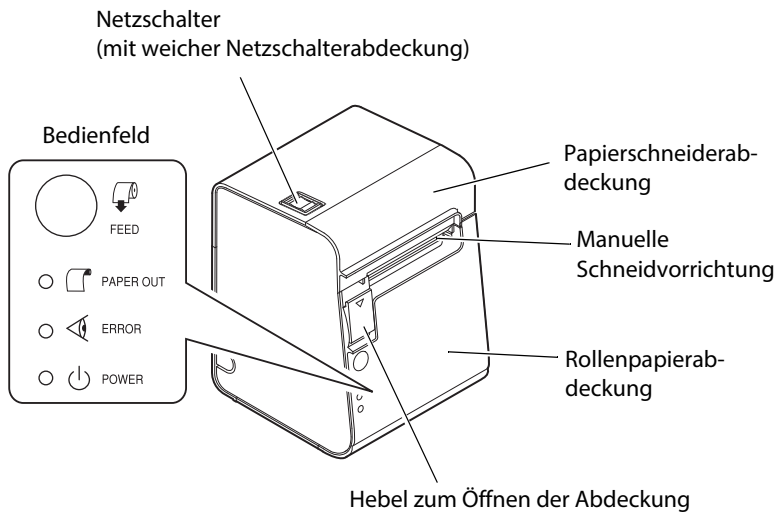 Netzschalter
(mit weicher Netzschalterabdeckung)
Bedienfeld
FEED
PAPER OUT
ERROR
POWER
Papierschneiderab-
deckung
Manuelle
Schneidvorrichtung
Rollenpapierab-
deckung
Hebel zum Öffnen der Abdeckung